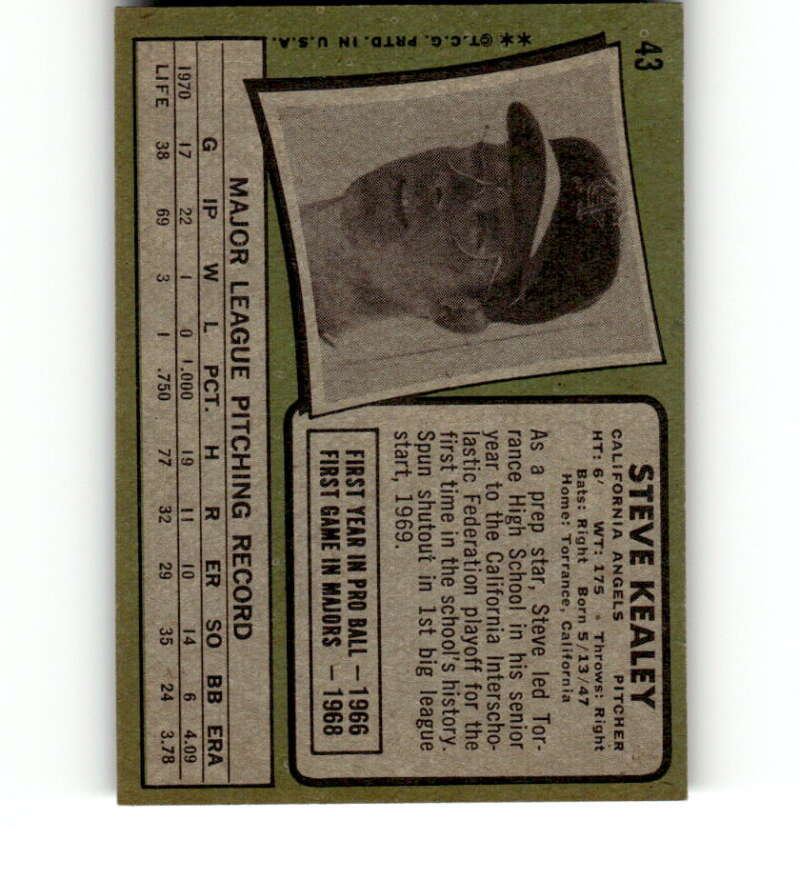 43
**©T.C.G. PRTD. IN U.S.A.
STEVE KEALEY
CALIFORNIA ANGELS PITCHER
HT: 6' WT: 175 • Throws: Right
Bats: Right Born 5/13/47
Home: Torrance, California
As a prep star, Steve led Tor-
rance High School in his senior
year to the California Interscho-
lastic Federation playoff for the
first time in the school's history.
Spun shutout in 1st big league
start, 1969.
FIRST YEAR IN PRO BALL — 1966
FIRST GAME IN MAJORS — 1968
MAJOR LEAGUE PITCHING RECORD
G IP W L PCT. H R ER SO BB ERA
1970 17 22 1 0 1.000 19 11 10 14 6 4.09
LIFE 38 69 3 1 .750 77 32 29 35 24 3.78